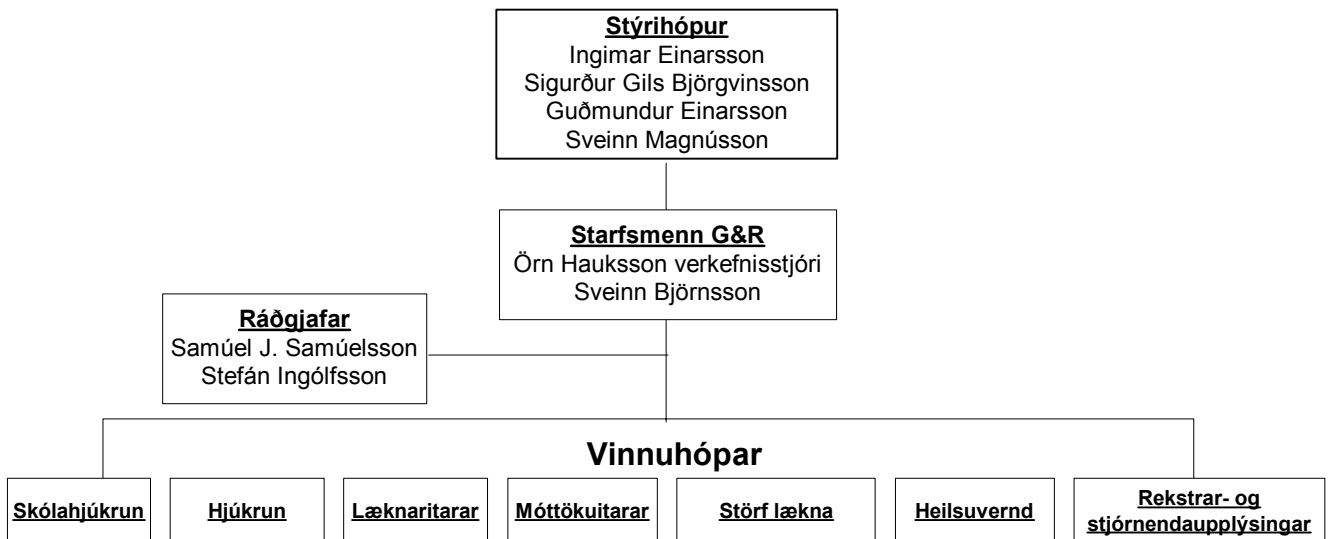 Stýrihópur
Ingimar Einarsson
Sigurður Gils Björgvinsson
Guðmundur Einarsson
Sveinn Magnússon
Starfsmenn G&R
Örn Hauksson verkefnisstjóri
Sveinn Björnsson
Ráðgjafar
Samúel J. Samúelsson
Stefán Ingólfsson
Vinnuhópar
Skólahjúkrun
Hjúkrun
Læknaritarar
Móttökuitarar
Störf lækna
Heilsuvernd
Rekstrar- og
stjórnendaupplýsingar